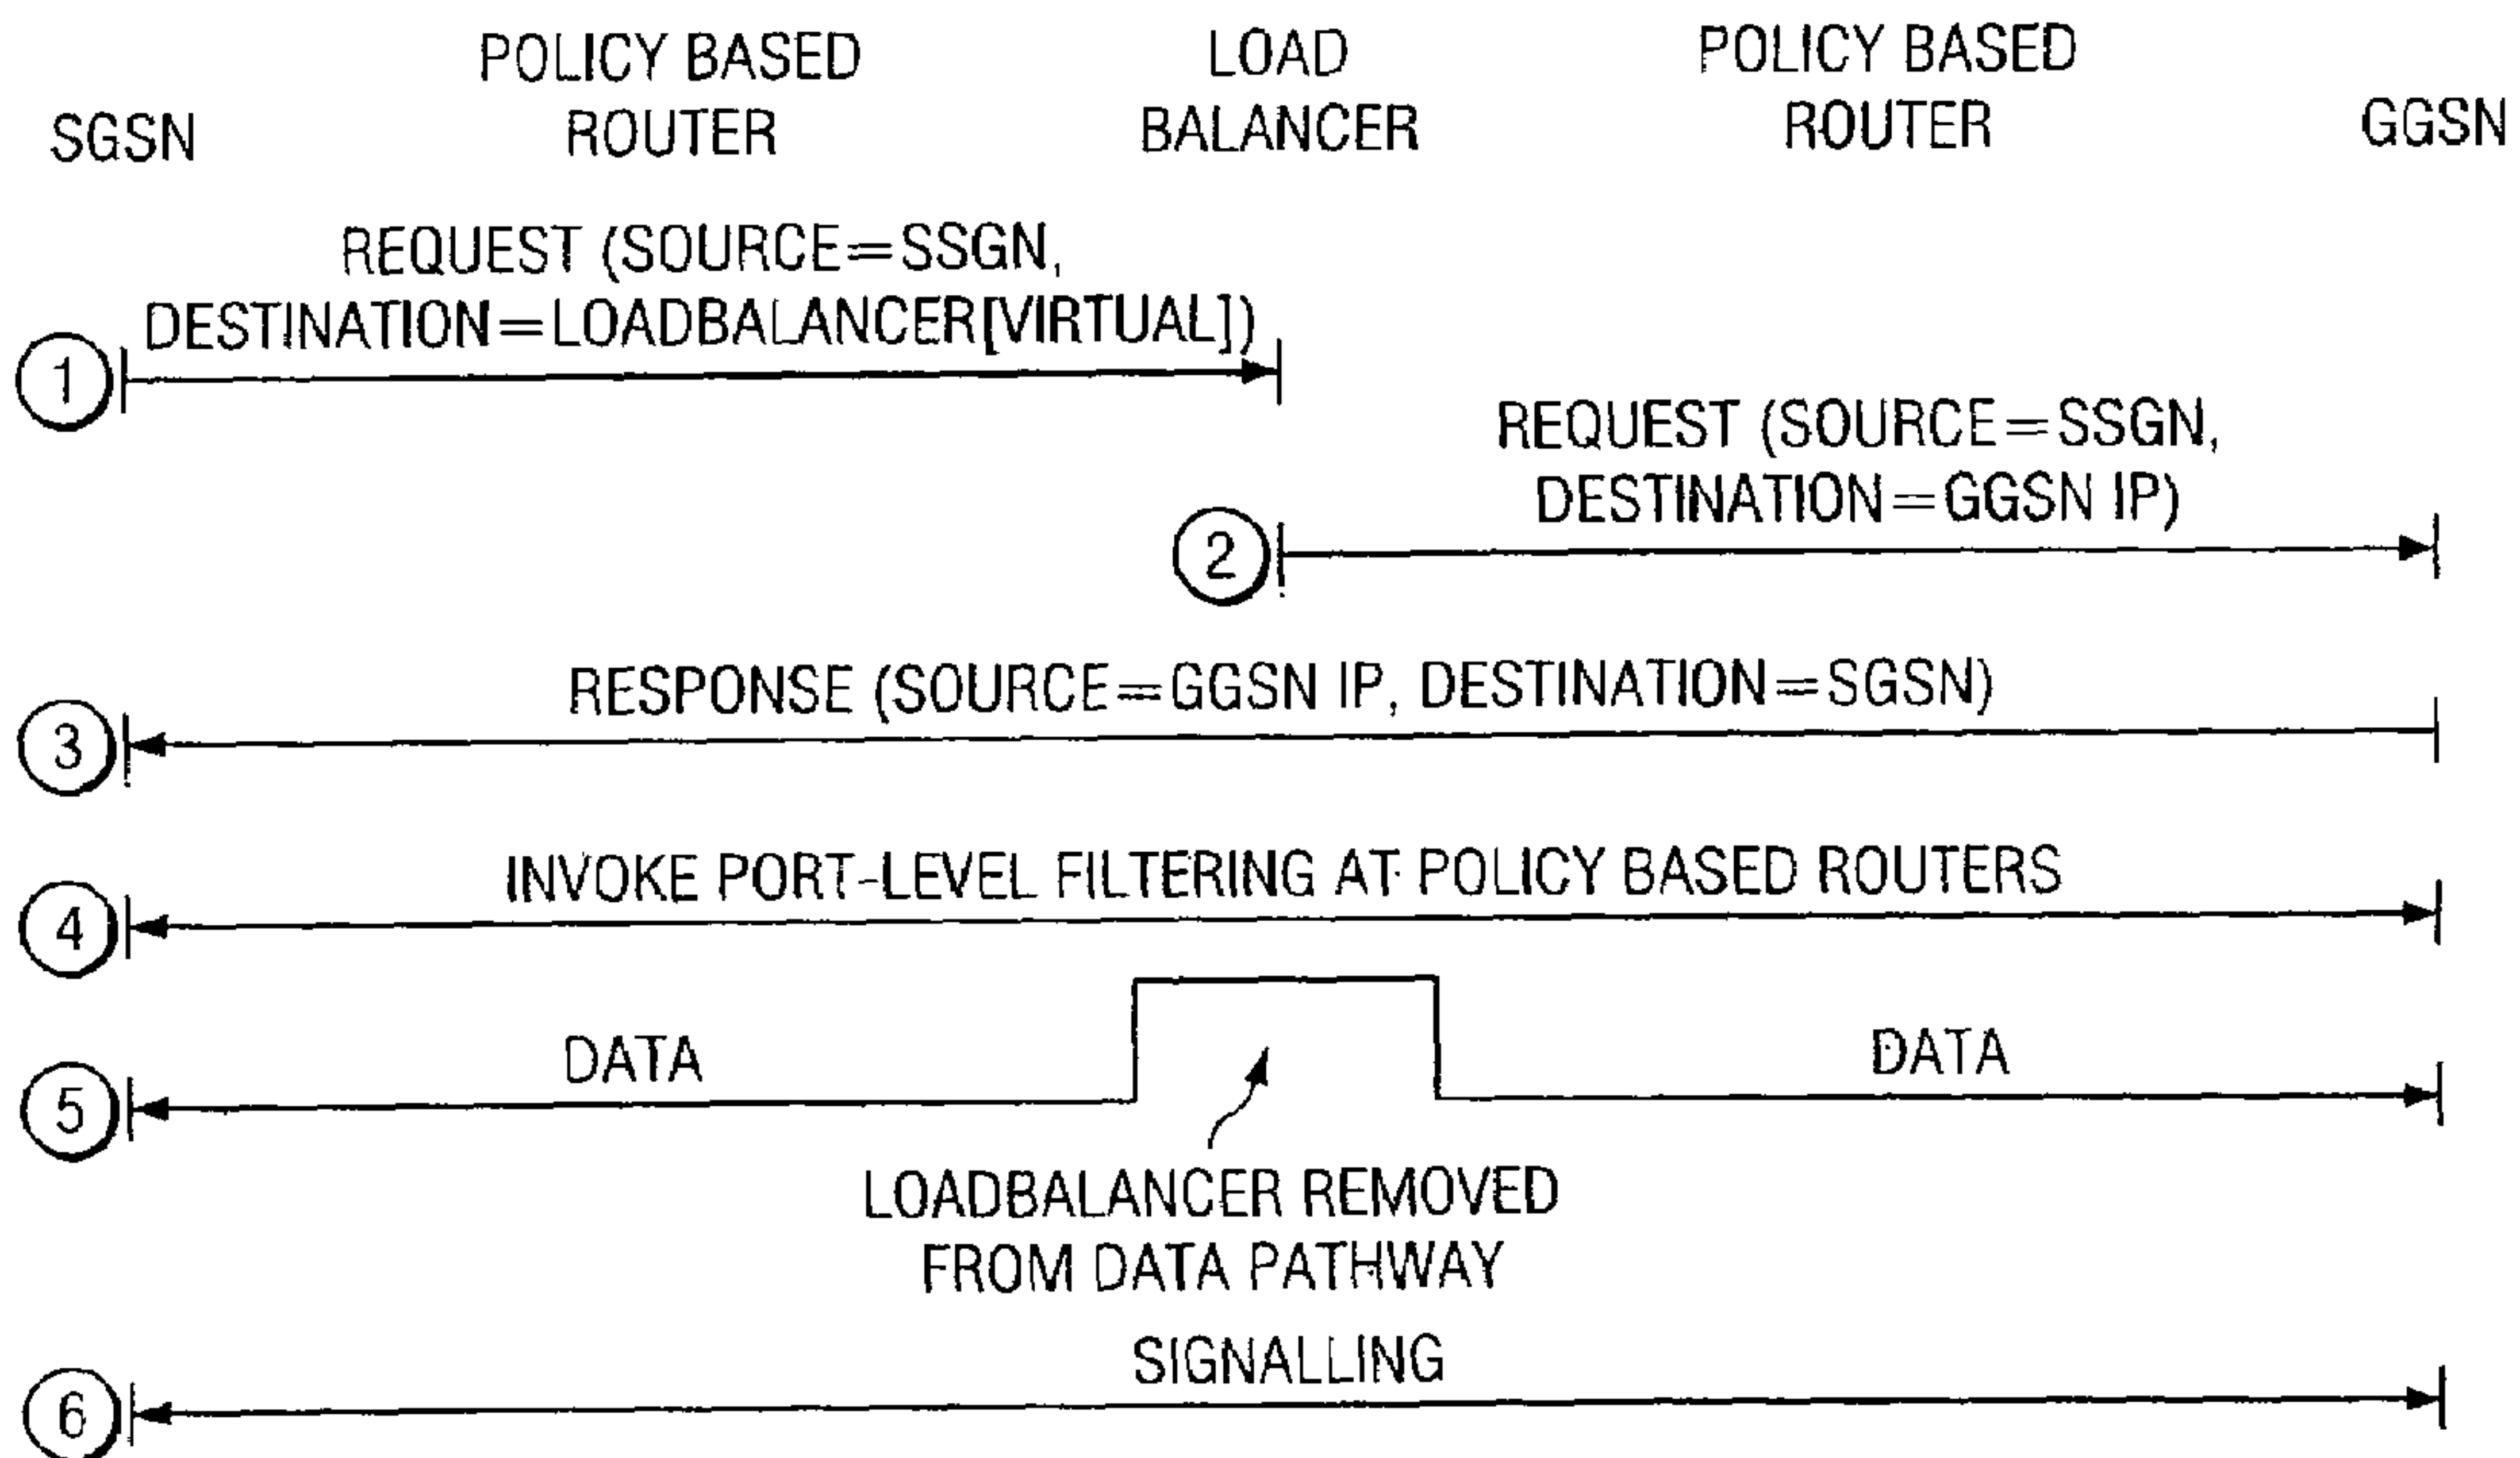 POLICY BASED
ROUTER
LOAD
BALANCER
POLICY BASED
ROUTER
SGSN
GGSN
REQUEST (SOURCE=SSGN,
DESTINATION=LOADBALANCER[VIRTUAL])
1
REQUEST (SOURCE=SSGN,
DESTINATION=GGSN IP)
2
RESPONSE (SOURCE=GGSN IP, DESTINATION=SGSN)
3
INVOKE PORT-LEVEL FILTERING AT POLICY BASED ROUTERS
4
DATA
DATA
5
LOADBALANCER REMOVED
FROM DATA PATHWAY
SIGNALLING
6